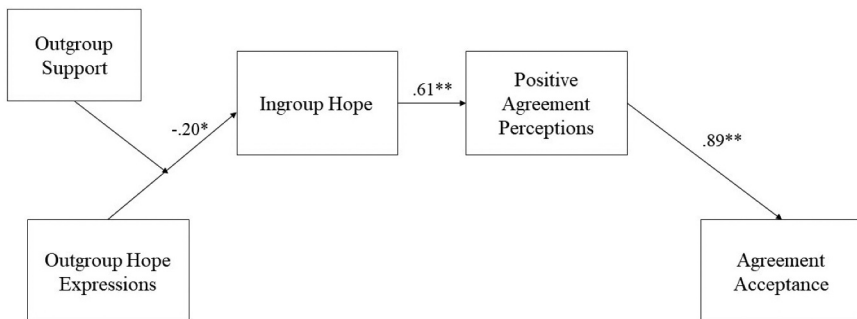 Outgroup
Support
-.20*
Ingroup Hope
.61**
Positive
Agreement
Perceptions
.89**
Outgroup Hope
Expressions
Agreement
Acceptance